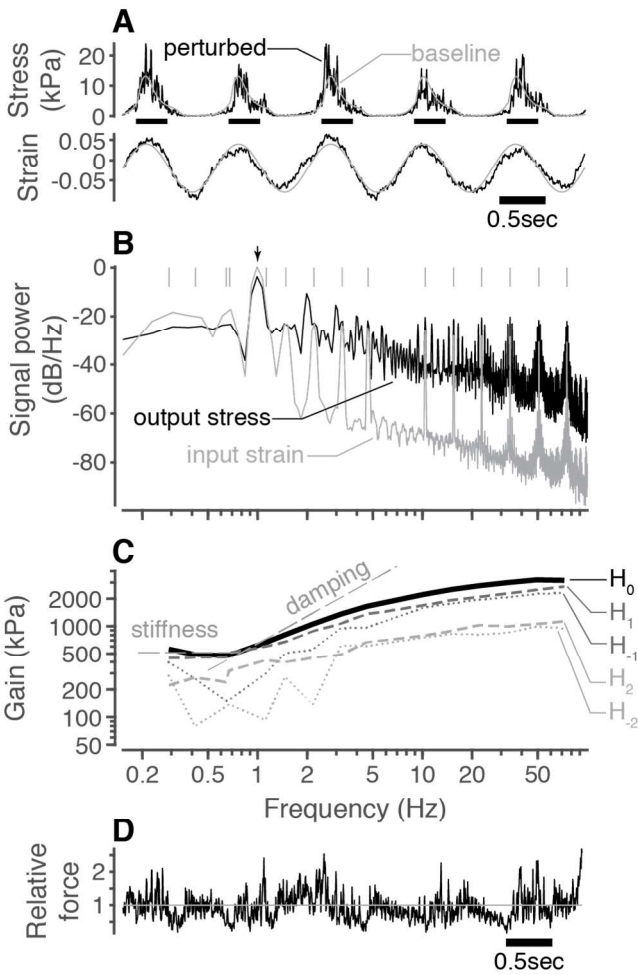 A
Stress
(kPa)
20
10
0
perturbed
baseline
Strain
0.05
0
-0.05
0.5sec
B
Signal power
(dB/Hz)
0
-20
-40
-60
-80
output stress
input strain
C
Gain (kPa)
2000
1000
500
200
100
50
stiffness
damping
H0
H1
H-1
H2
H-2
0.2 0.5 1 2 5 10 20 50
Frequency (Hz)
D
Relative
force
2
1
0.5sec